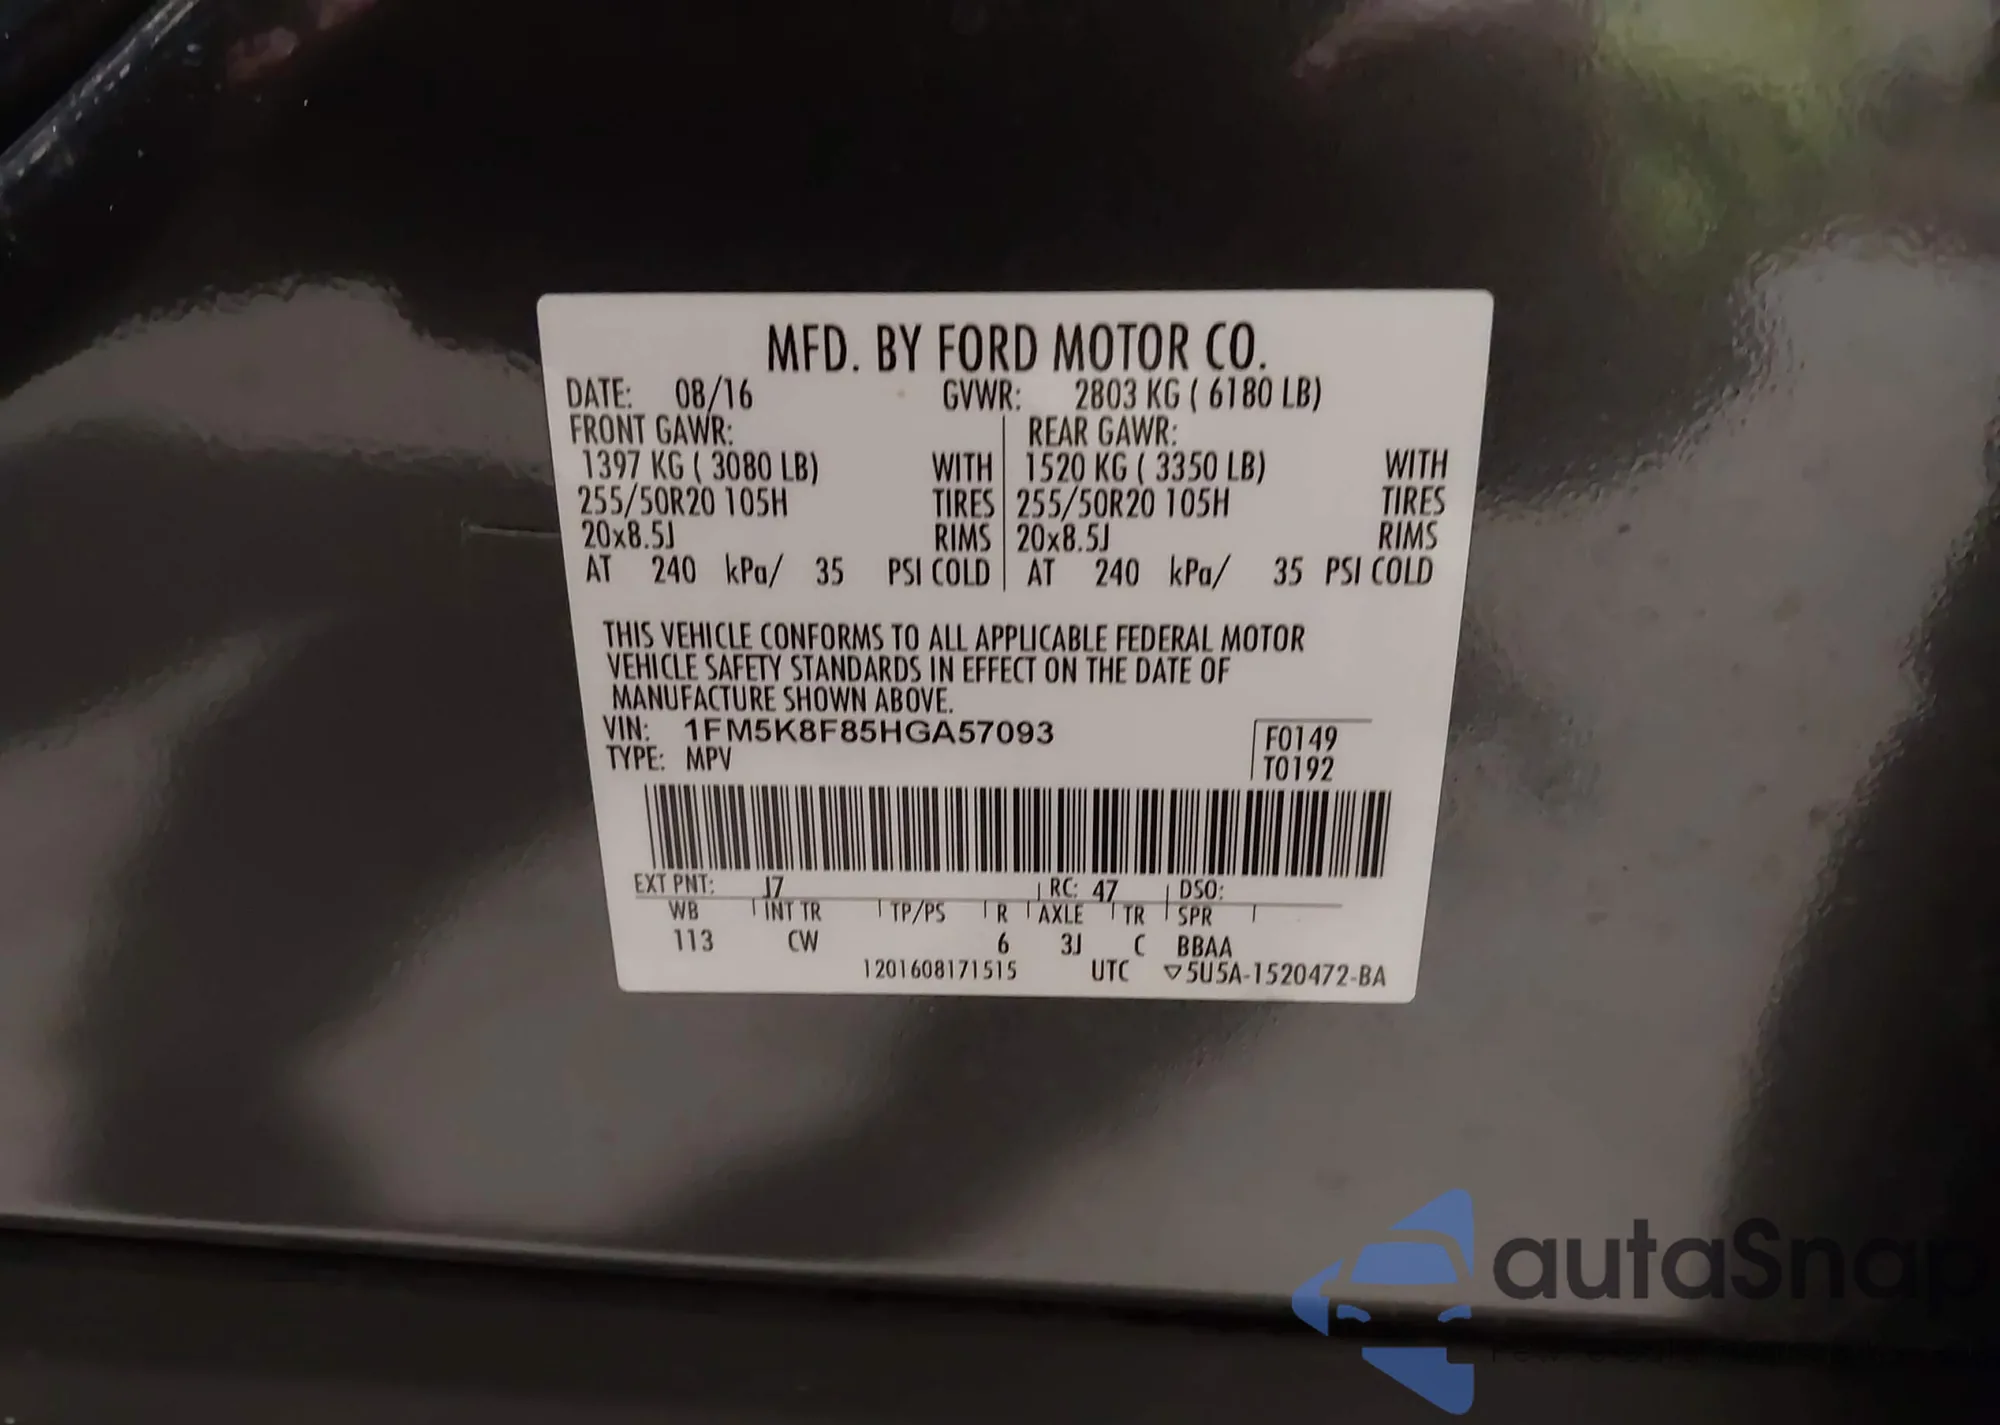 MFD. BY FORD MOTOR CO.
DATE: 08/16 GVWR: 2803 KG ( 6180 LB)
FRONT GAWR: REAR GAWR:
1397 KG ( 3080 LB) WITH 1520 KG ( 3350 LB) WITH
255/50R20 105H TIRES 255/50R20 105H TIRES
20x8.5J RIMS 20x8.5J RIMS
AT 240 kPa/ 35 PSI COLD AT 240 kPa/ 35 PSI COLD
THIS VEHICLE CONFORMS TO ALL APPLICABLE FEDERAL MOTOR
VEHICLE SAFETY STANDARDS IN EFFECT ON THE DATE OF
MANUFACTURE SHOWN ABOVE.
VIN: 1FM5K8F85HGA57093 F0149
TYPE: MPV T0192
EXT PNT: J7 RC: 47 DSO:
WB INT TR TP/PS R AXLE TR SPR
113 CW 6 3J C BBAA
1201608171515 UTC ▽5U5A-1520472-BA
autaSnap